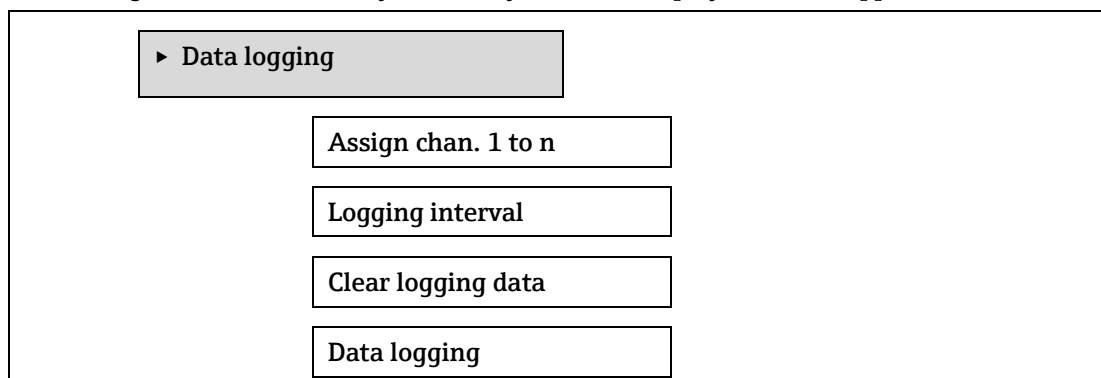 ▸ Data logging
Assign chan. 1 to n
Logging interval
Clear logging data
Data logging